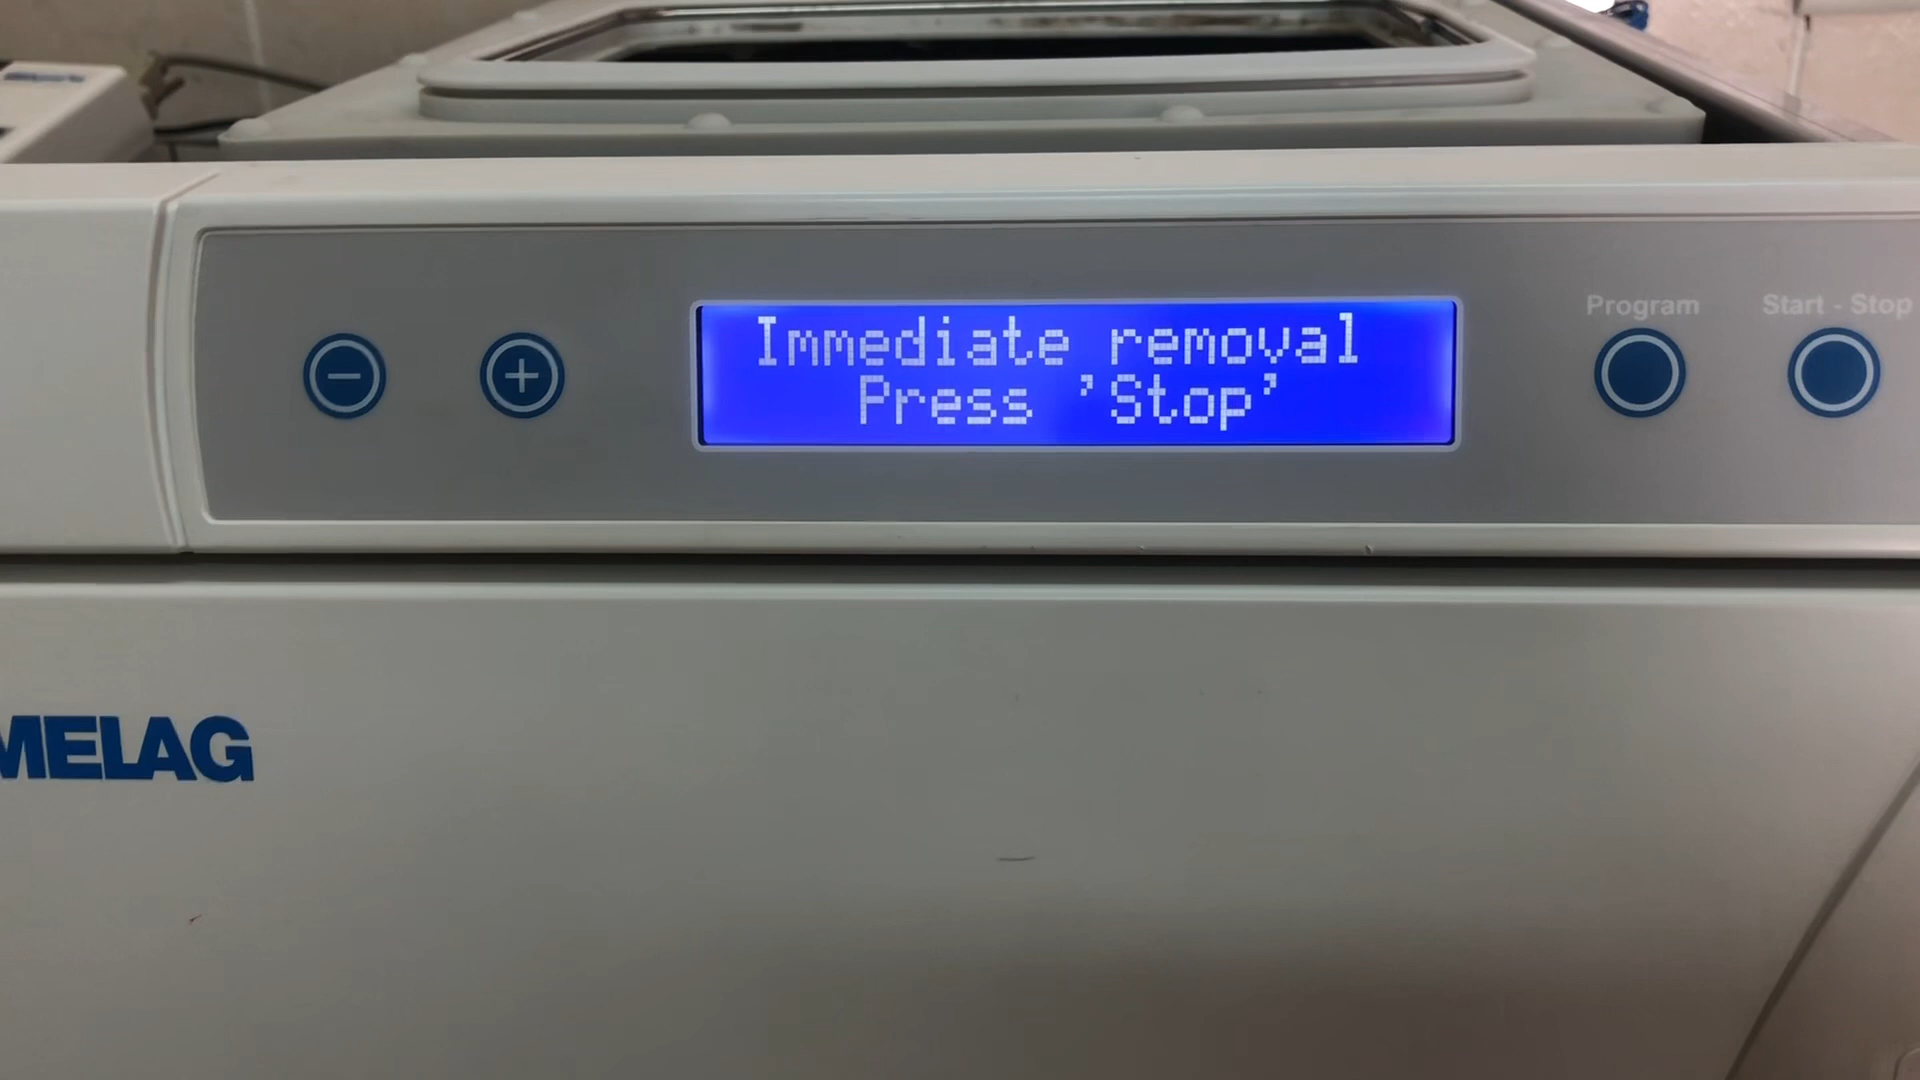 Program
Start - Stop
Immediate removal
Press 'Stop'
MELAG